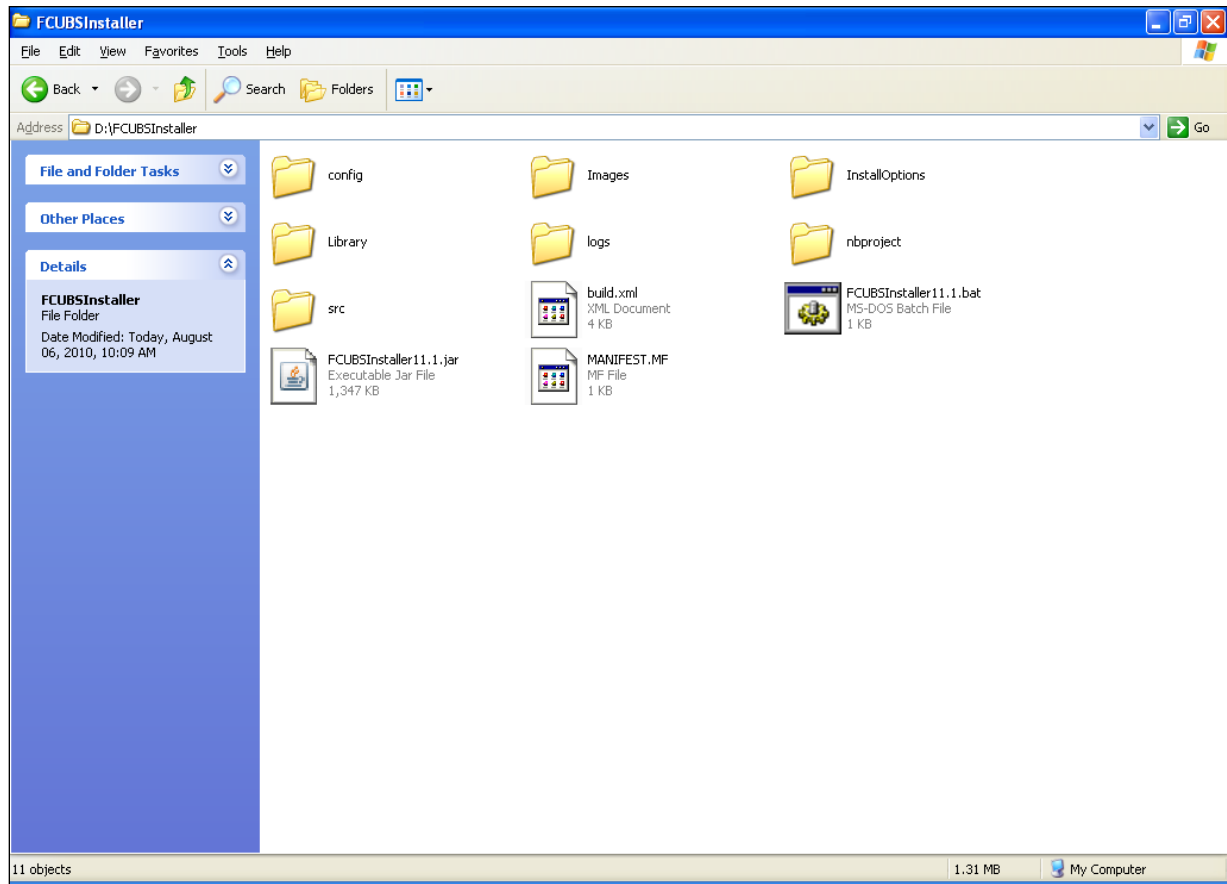 FCUBSInstaller
File Edit View Favorites Tools Help
Back Search Folders
Address D:\FCUBSInstaller Go
File and Folder Tasks
Other Places
Details
FCUBSInstaller
File Folder
Date Modified: Today, August
06, 2010, 10:09 AM
config
Images
InstallOptions
Library
logs
nbproject
src
build.xml
XML Document
4 KB
FCUBSInstaller11.1.bat
MS-DOS Batch File
1 KB
FCUBSInstaller11.1.jar
Executable Jar File
1,347 KB
MANIFEST.MF
MF File
1 KB
11 objects 1.31 MB My Computer